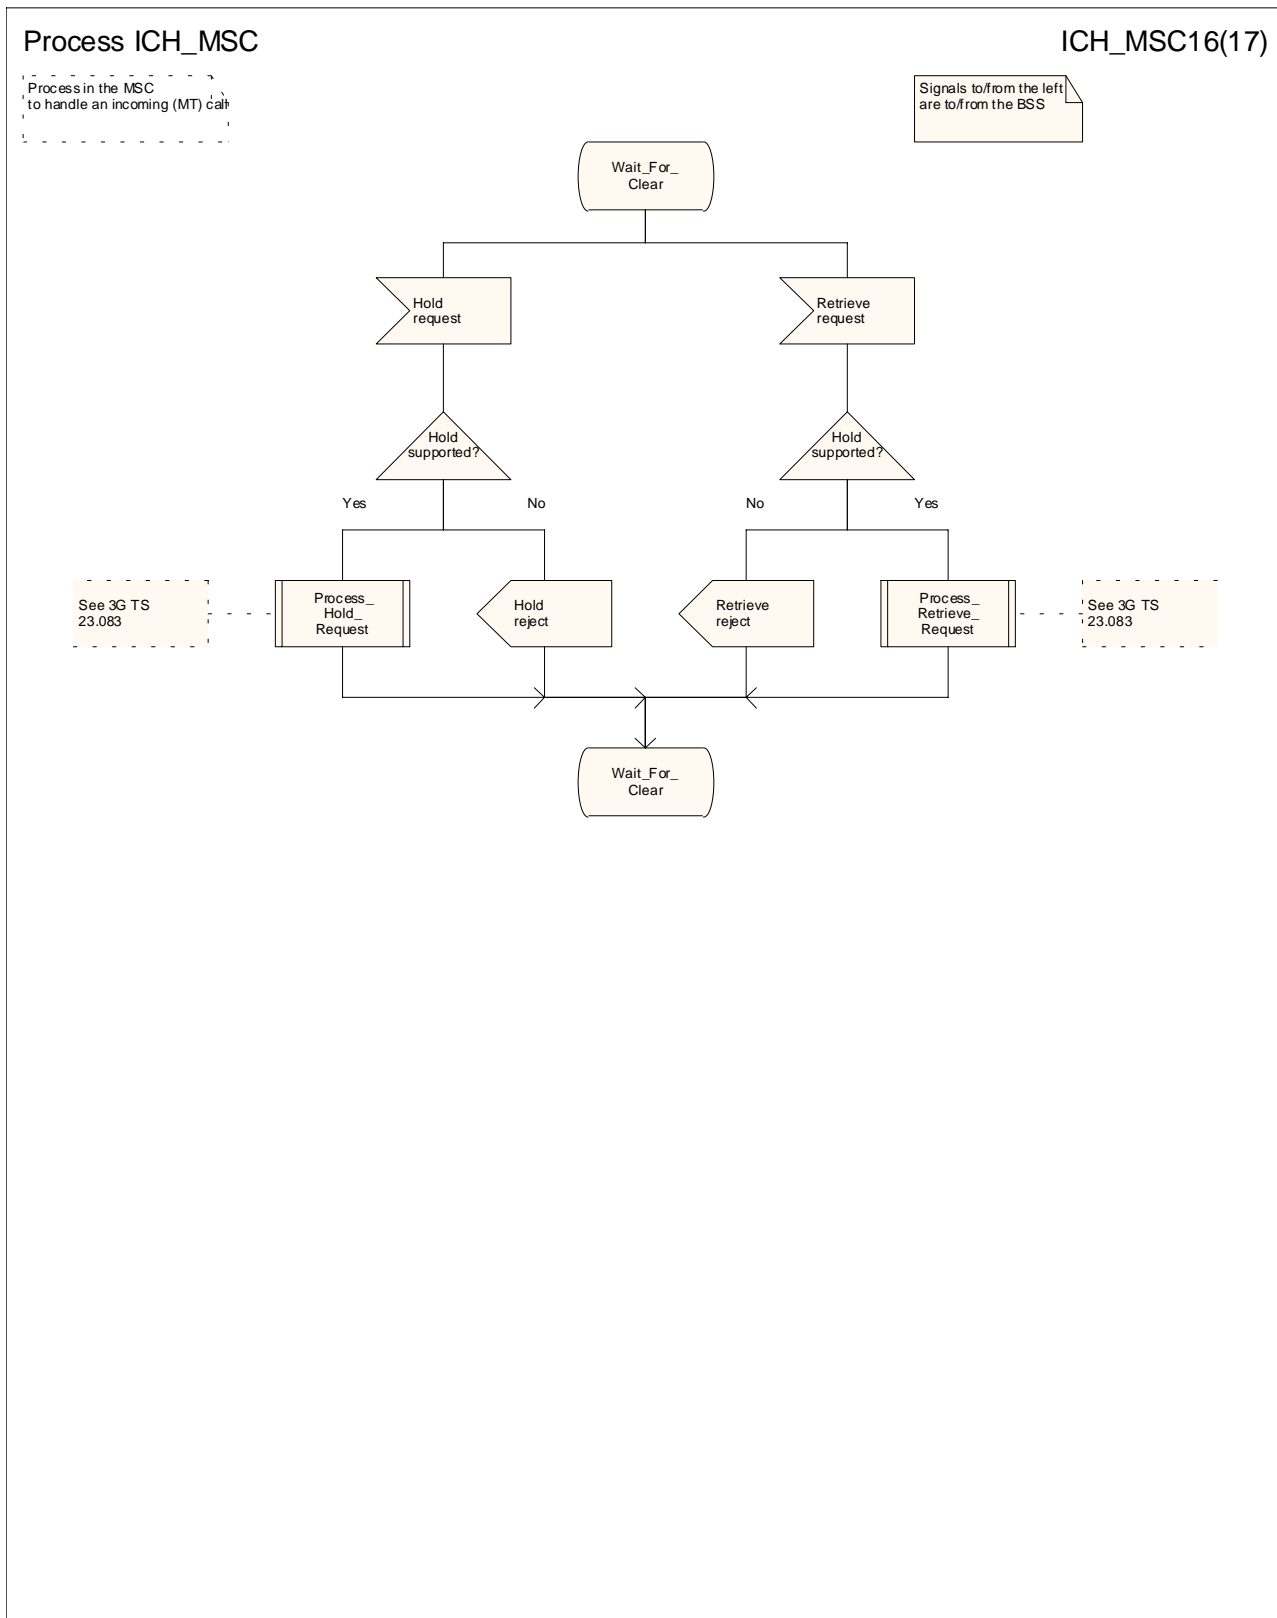 Process ICH_MSC
ICH_MSC16(17)
Process in the MSC
to handle an incoming (MT) call
Signals to/from the left
are to/from the BSS
Wait_For_
Clear
Hold
request
Retrieve
request
Hold
supported?
Hold
supported?
Yes
No
No
Yes
See 3G TS
23.083
Process_
Hold_
Request
Hold
reject
Retrieve
reject
Process_
Retrieve_
Request
See 3G TS
23.083
Wait_For_
Clear